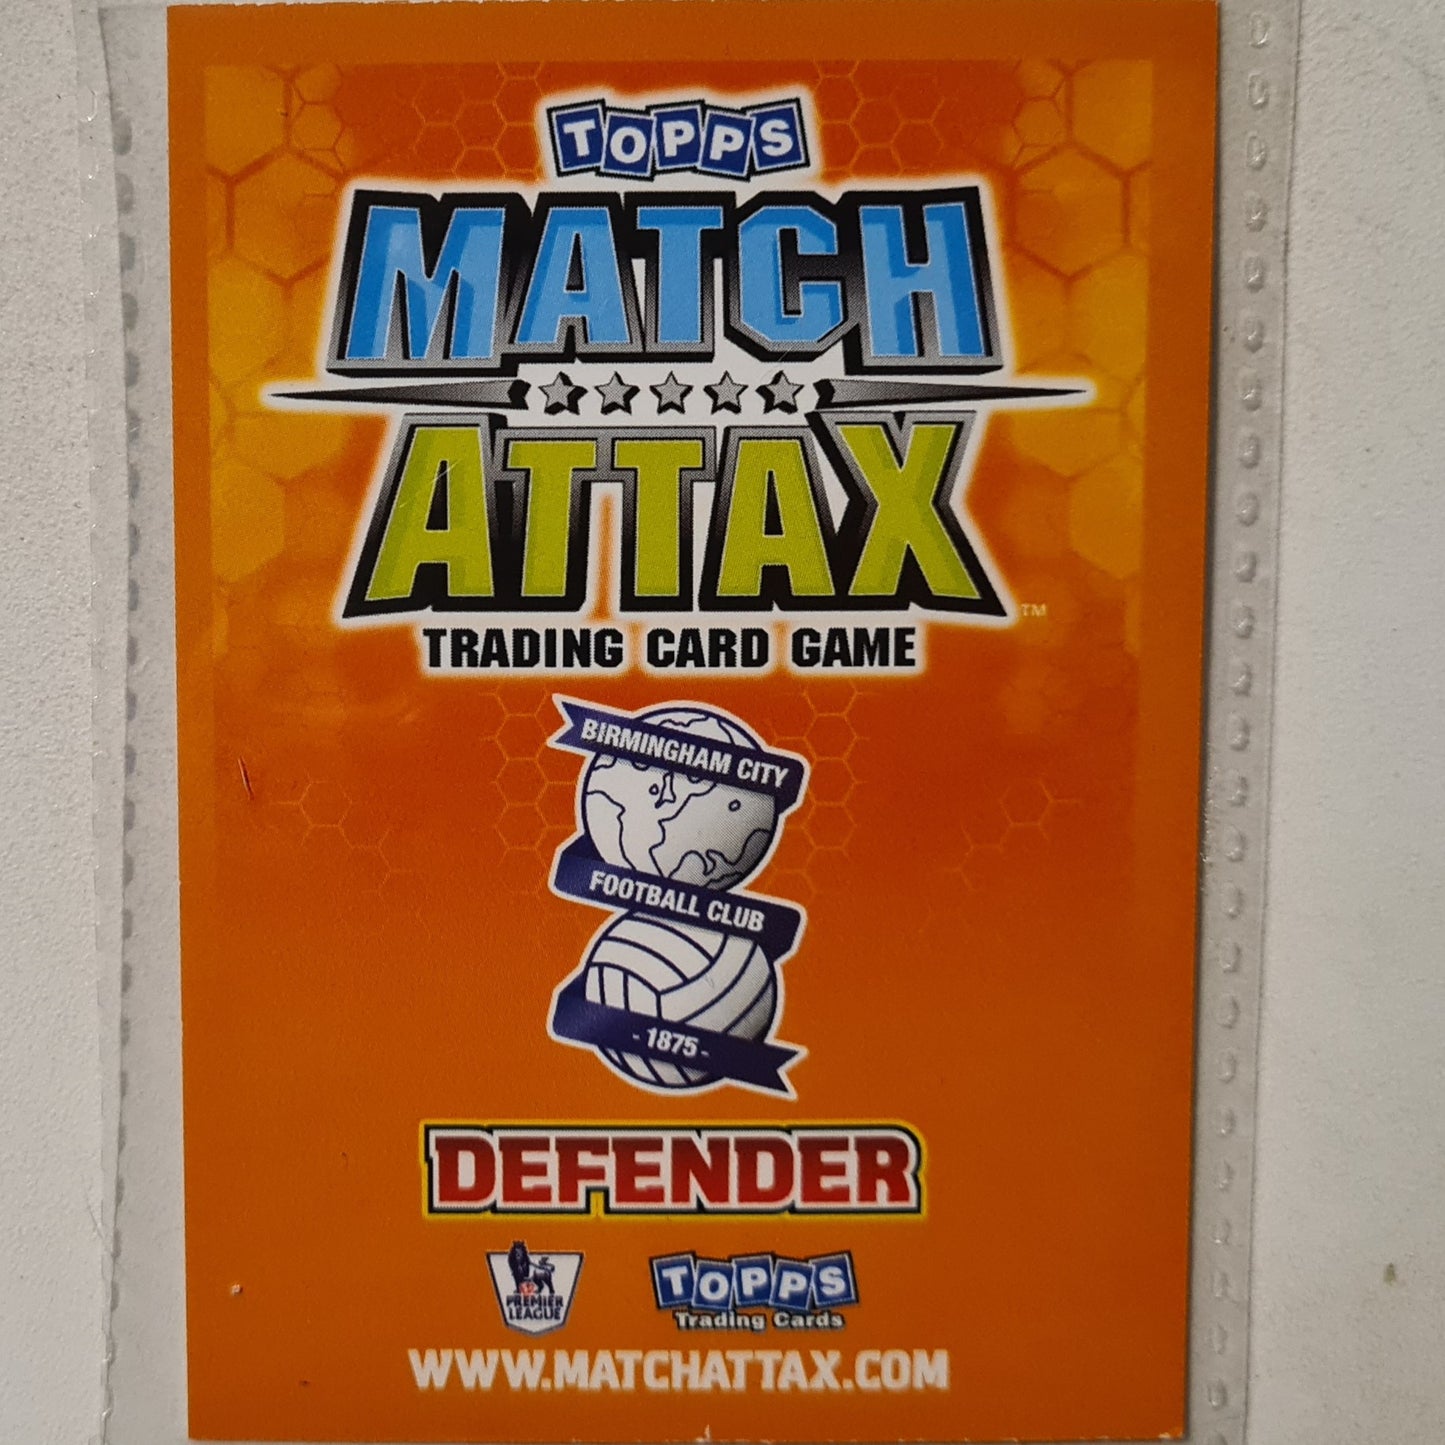 TOPPS
MATCH
ATTAX
TM
TRADING CARD GAME
BIRMINGHAM CITY
FOOTBALL CLUB
- 1875 -
DEFENDER
PREMIER
LEAGUE
TOPPS
Trading Cards
WWW.MATCHATTAX.COM